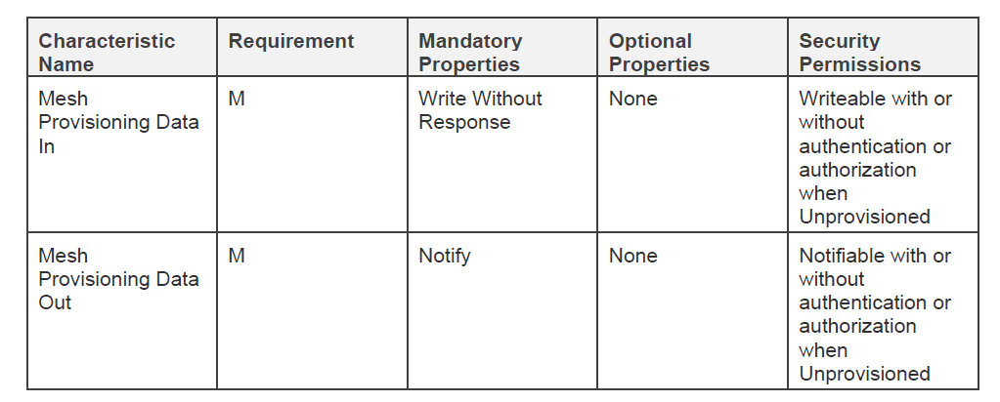 Characteristic Name
Requirement
Mandatory Properties
Optional Properties
Security Permissions
Mesh
Provisioning Data
In
M
Write Without
Response
None
Writeable with or
without
authentication or
authorization
when
Unprovisioned
Mesh
Provisioning Data
Out
M
Notify
None
Notifiable with or
without
authentication or
authorization
when
Unprovisioned